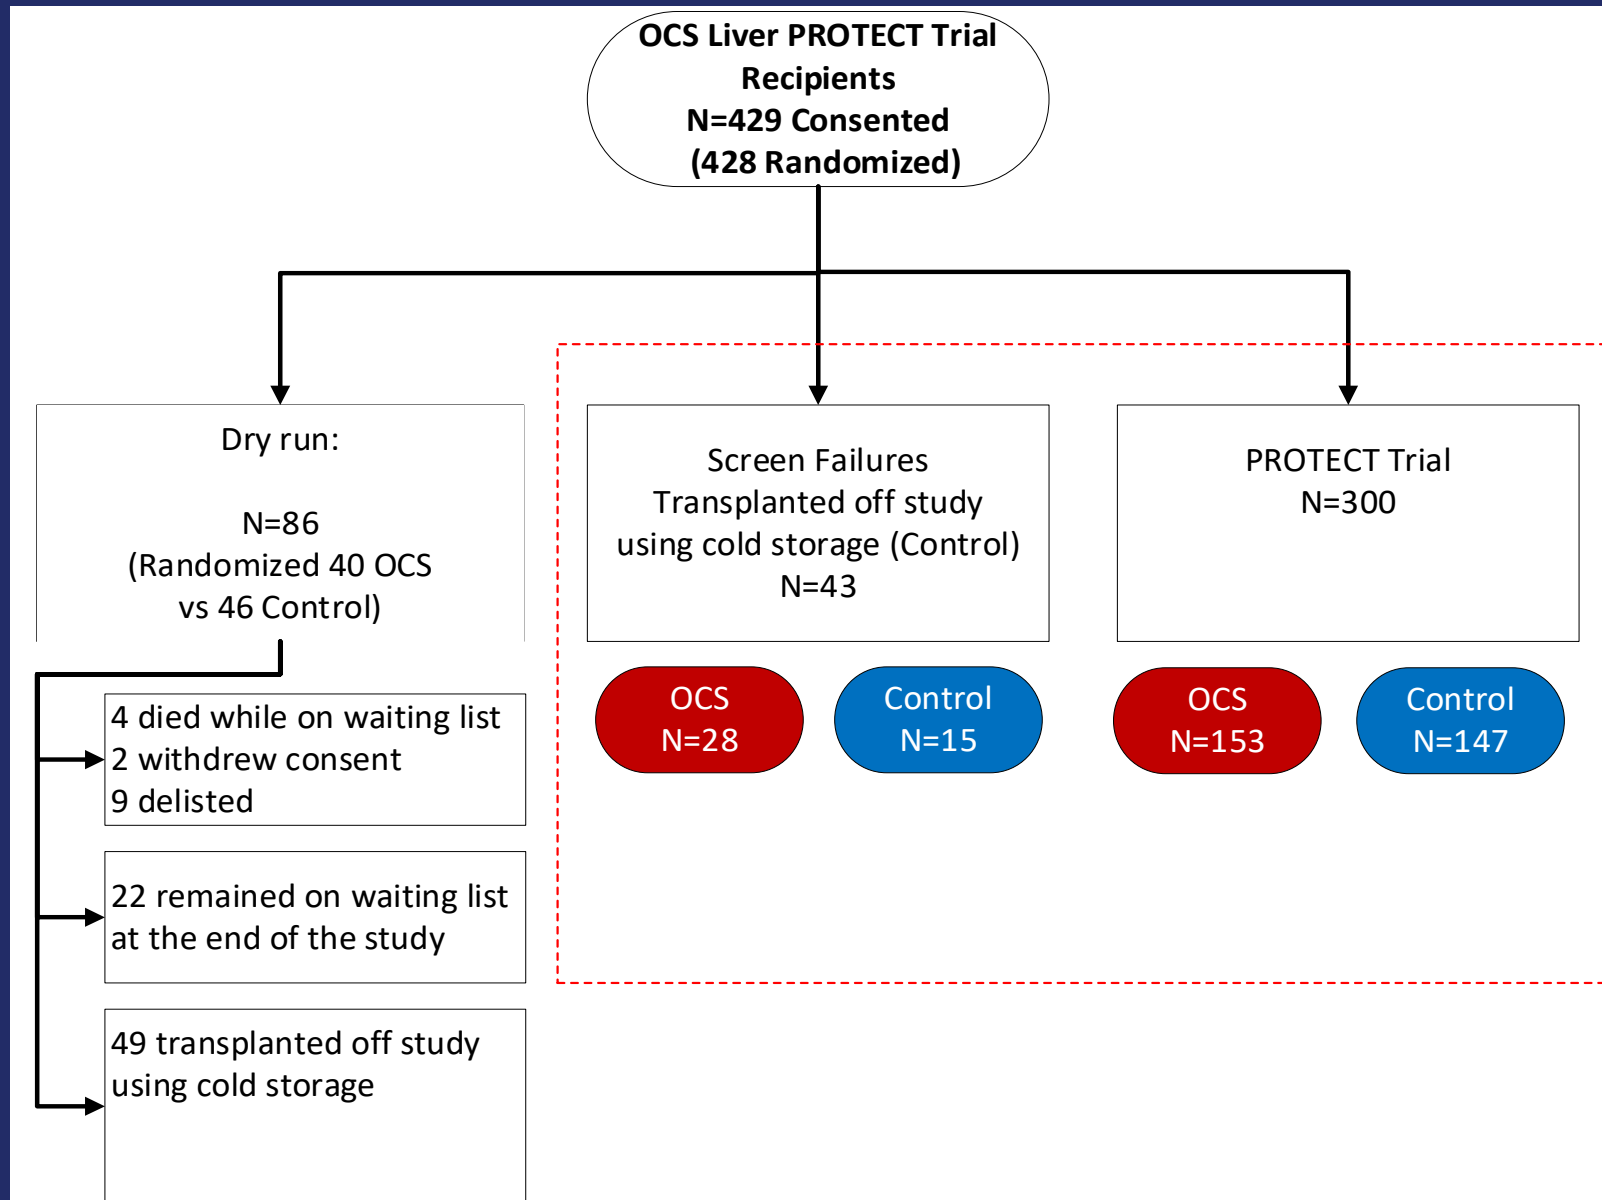 OCS Liver PROTECT Trial
Recipients
N=429 Consented
(428 Randomized)
Dry run:
N=86
(Randomized 40 OCS
vs 46 Control)
4 died while on waiting list
2 withdrew consent
9 delisted
22 remained on waiting list
at the end of the study
49 transplanted off study
using cold storage
Screen Failures
Transplanted off study
using cold storage (Control)
N=43
OCS
N=28
Control
N=15
PROTECT Trial
N=300
OCS
N=153
Control
N=147